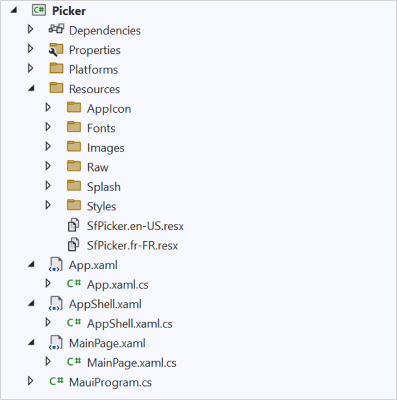 C# Picker
Dependencies
Properties
Platforms
Resources
AppIcon
Fonts
Images
Raw
Splash
Styles
SfPicker.en-US.resx
SfPicker.fr-FR.resx
App.xaml
C# App.xaml.cs
AppShell.xaml
C# AppShell.xaml.cs
MainPage.xaml
C# MainPage.xaml.cs
C# MauiProgram.cs